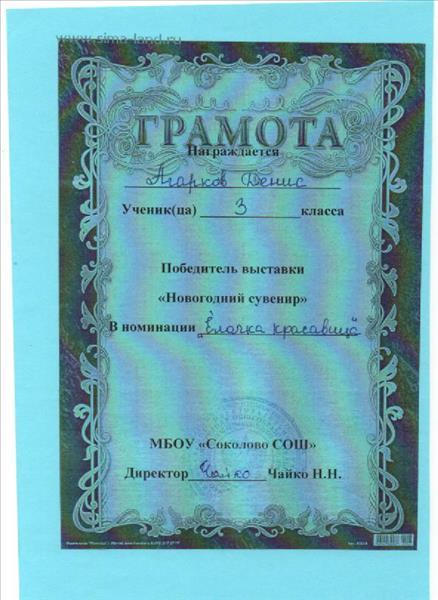 www.sima-land.ru
ГРАМОТА
Награждается
Агарков Денис
Ученик(ца) 3 класса
Победитель выставки
«Новогодний сувенир»
В номинации „Ёлочка красавица"
МБОУ «Соколово СОШ»
Директор Чайко Чайко Н.Н.